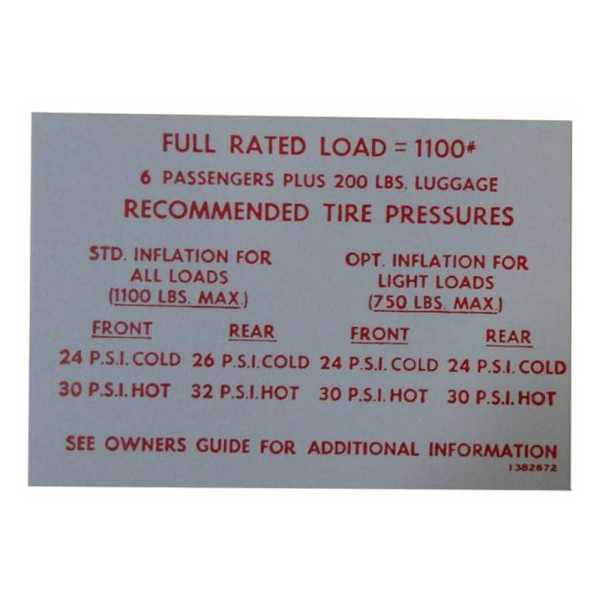 FULL RATED LOAD = 1100#
6 PASSENGERS PLUS 200 LBS. LUGGAGE
RECOMMENDED TIRE PRESSURES
STD. INFLATION FOR
ALL LOADS
(1100 LBS. MAX.)
OPT. INFLATION FOR
LIGHT LOADS
(750 LBS. MAX.)
FRONT REAR FRONT REAR
24 P.S.I. COLD 26 P.S.I. COLD 24 P.S.I. COLD 24 P.S.I. COLD
30 P.S.I. HOT 32 P.S.I. HOT 30 P.S.I. HOT 30 P.S.I. HOT
SEE OWNERS GUIDE FOR ADDITIONAL INFORMATION
1382672